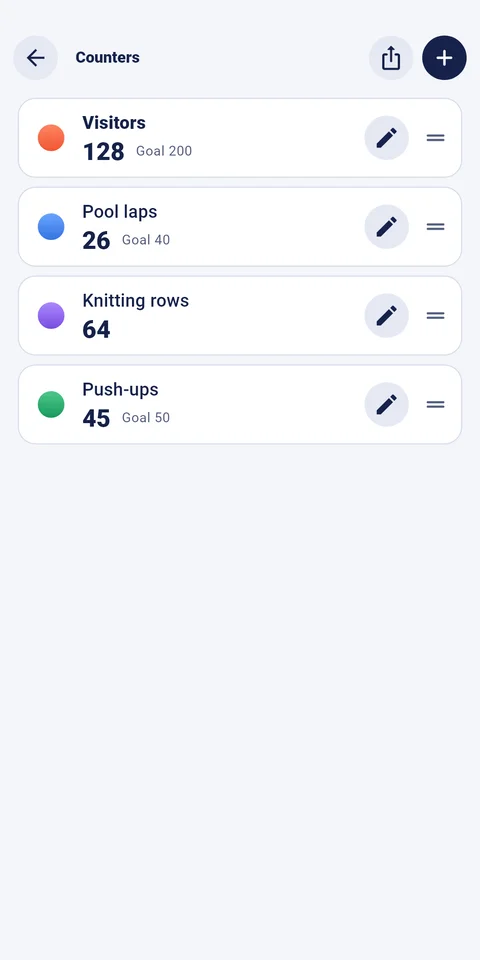 Counters
Visitors
128 Goal 200
Pool laps
26 Goal 40
Knitting rows
64
Push-ups
45 Goal 50